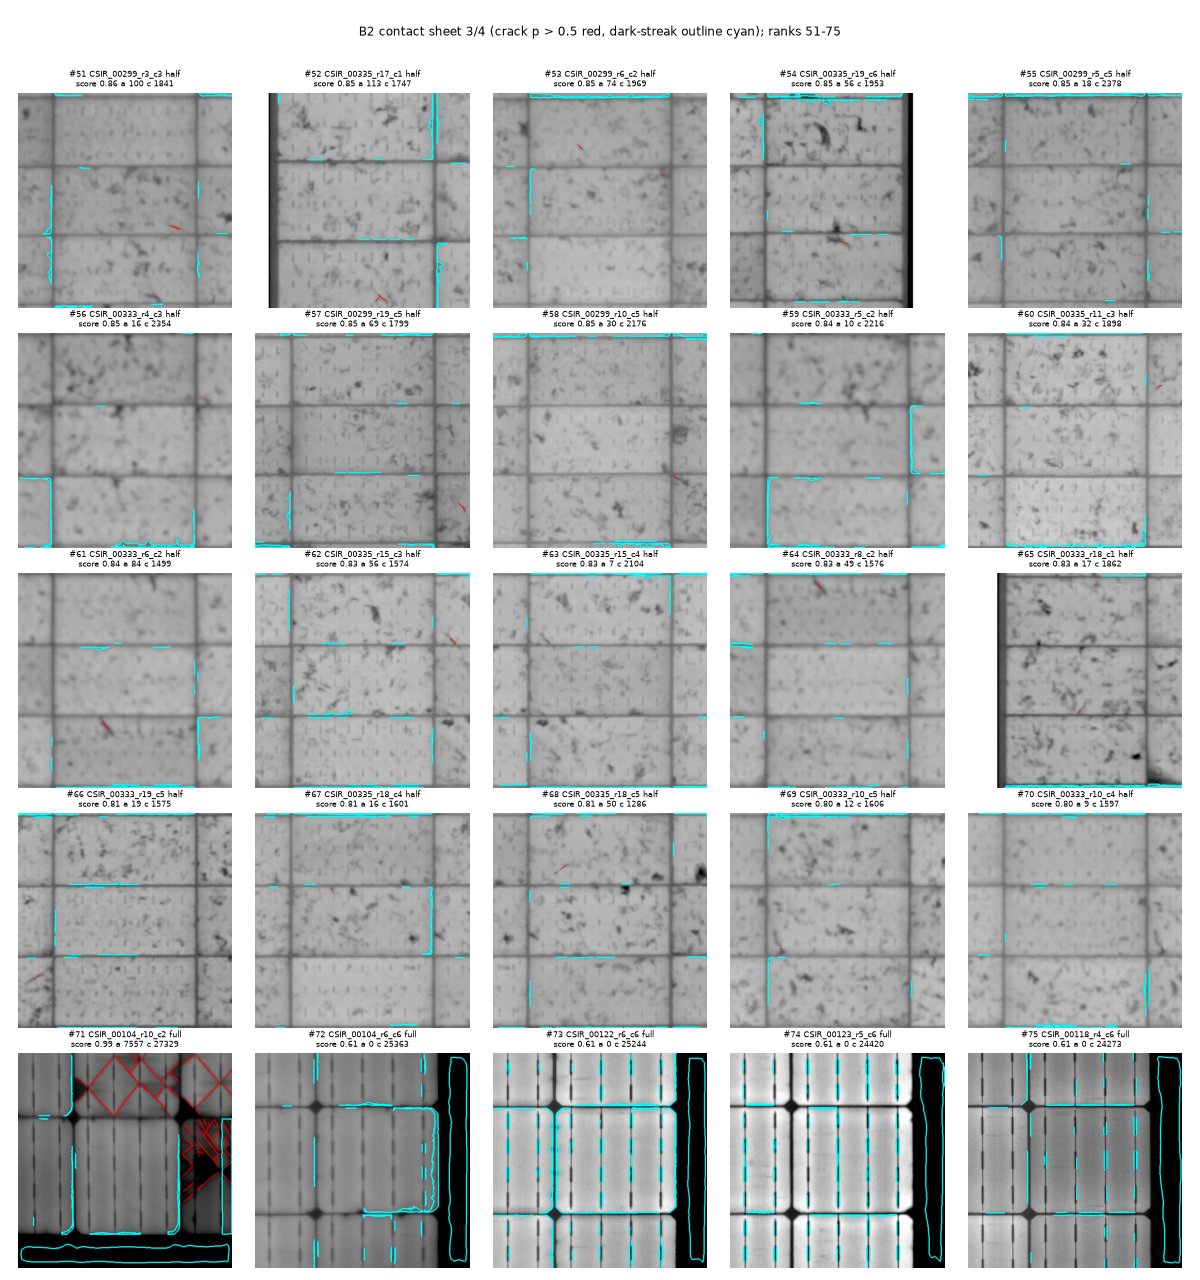 B2 contact sheet 3/4 (crack p > 0.5 red, dark-streak outline cyan); ranks 51-75
#51 CSIR_00299_r3_c3 half
score 0.86 a 100 c 1841
#52 CSIR_00335_r17_c1 half
score 0.85 a 113 c 1747
#53 CSIR_00299_r6_c2 half
score 0.85 a 74 c 1969
#54 CSIR_00335_r19_c6 half
score 0.85 a 56 c 1953
#55 CSIR_00299_r5_c5 half
score 0.85 a 18 c 2378
#56 CSIR_00333_r4_c3 half
score 0.85 a 16 c 2354
#57 CSIR_00299_r19_c5 half
score 0.85 a 69 c 1799
#58 CSIR_00299_r10_c5 half
score 0.85 a 30 c 2176
#59 CSIR_00333_r5_c2 half
score 0.84 a 10 c 2216
#60 CSIR_00335_r11_c3 half
score 0.84 a 32 c 1898
#61 CSIR_00333_r6_c2 half
score 0.84 a 84 c 1499
#62 CSIR_00335_r15_c3 half
score 0.83 a 56 c 1574
#63 CSIR_00335_r15_c4 half
score 0.83 a 7 c 2104
#64 CSIR_00333_r8_c2 half
score 0.83 a 49 c 1576
#65 CSIR_00333_r18_c1 half
score 0.83 a 17 c 1862
#66 CSIR_00333_r19_c5 half
score 0.81 a 19 c 1575
#67 CSIR_00335_r18_c4 half
score 0.81 a 16 c 1601
#68 CSIR_00335_r18_c5 half
score 0.81 a 50 c 1286
#69 CSIR_00333_r10_c5 half
score 0.80 a 12 c 1606
#70 CSIR_00333_r10_c4 half
score 0.80 a 9 c 1597
#71 CSIR_00104_r10_c2 full
score 0.99 a 7557 c 27329
#72 CSIR_00104_r6_c6 full
score 0.61 a 0 c 25363
#73 CSIR_00122_r6_c6 full
score 0.61 a 0 c 25244
#74 CSIR_00123_r5_c6 full
score 0.61 a 0 c 24420
#75 CSIR_00118_r4_c6 full
score 0.61 a 0 c 24273